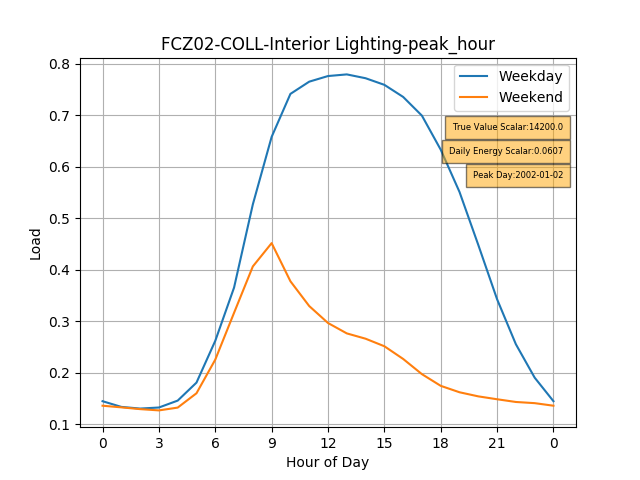 FCZ02-COLL-Interior Lighting-peak_hour
Weekday
Weekend
True Value Scalar:14200.0
Daily Energy Scalar:0.0607
Peak Day:2002-01-02
Load
0.8
0.7
0.6
0.5
0.4
0.3
0.2
0.1
0 3 6 9 12 15 18 21 0
Hour of Day